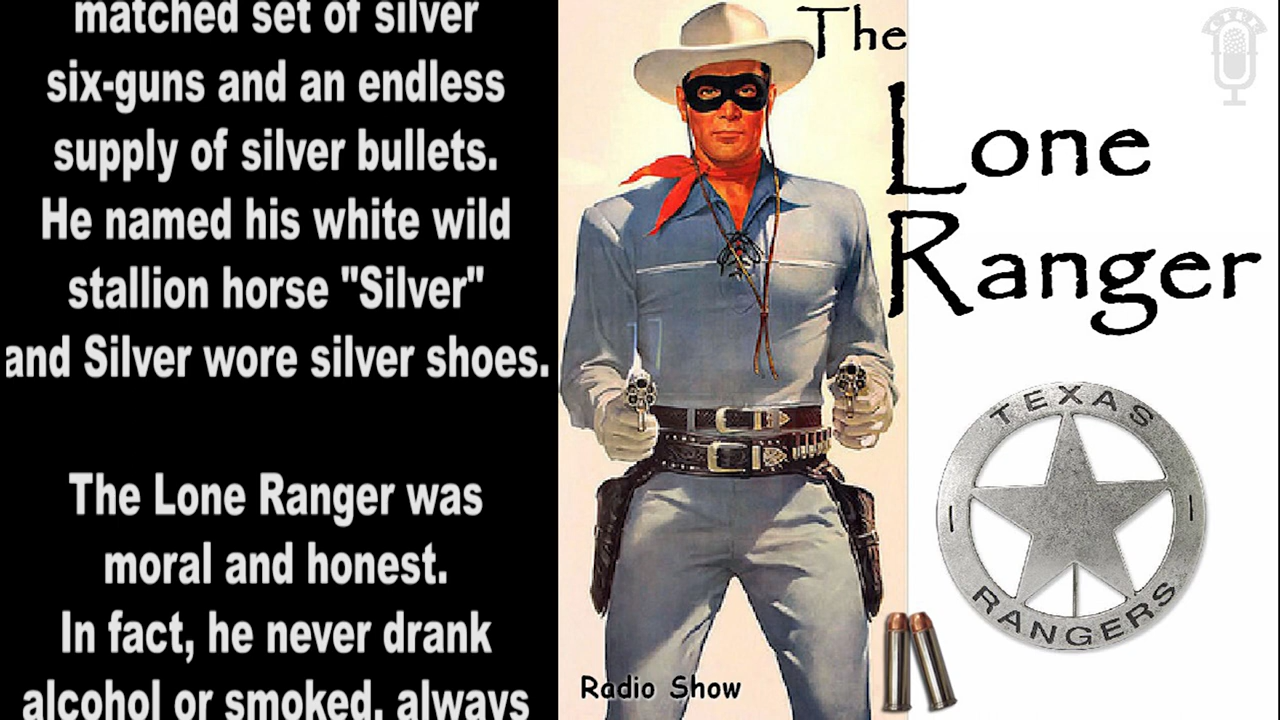 matched set of silver
six-guns and an endless
supply of silver bullets.
He named his white wild
stallion horse "Silver"
and Silver wore silver shoes.
The Lone Ranger was
moral and honest.
In fact, he never drank
alcohol or smoked, always
The
Lone
Ranger
TEXAS
RANGERS
Radio Show